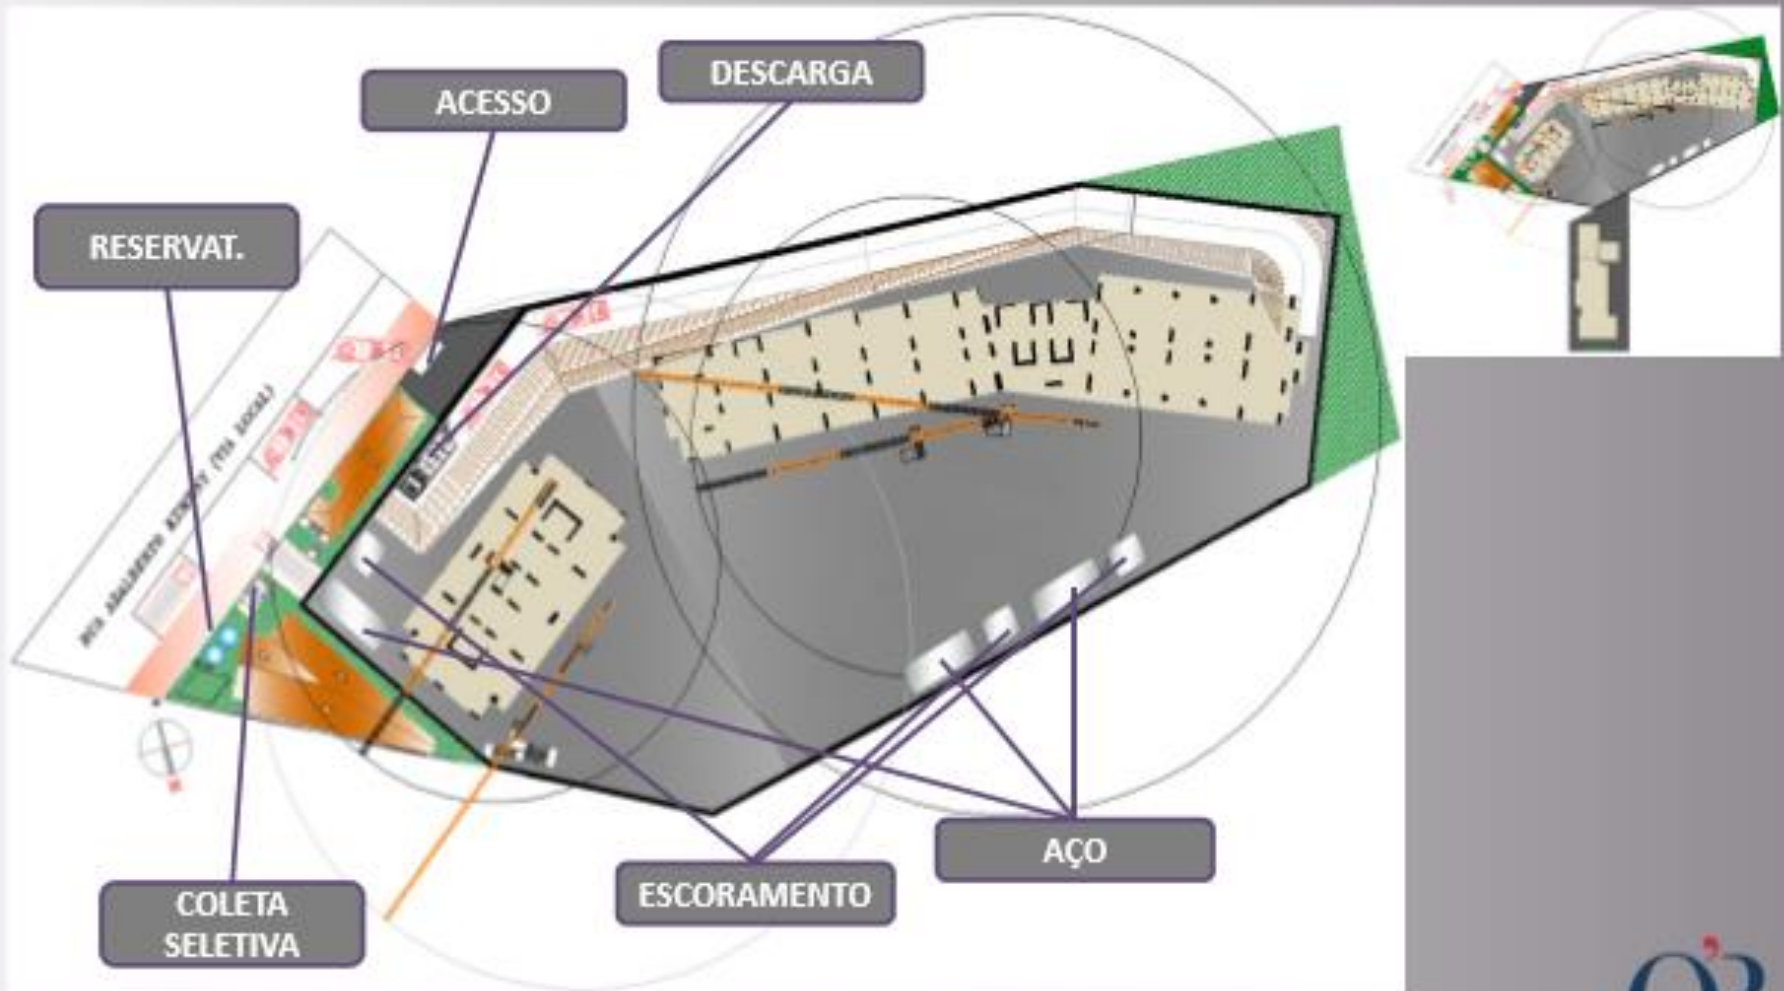 DESCARGA
ACESSO
RESERVAT.
AÇO
ESCORAMENTO
COLETA
SELETIVA